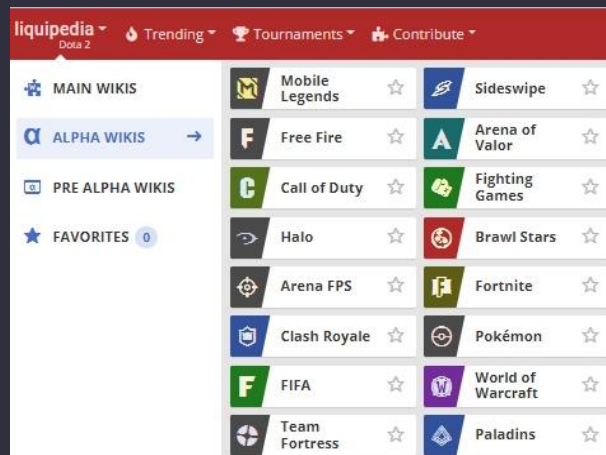 liquipedia
Dota 2
Trending
Tournaments
Contribute
MAIN WIKIS
ALPHA WIKIS
PRE ALPHA WIKIS
FAVORITES 0
Mobile
Legends
Sideswipe
Free Fire
Arena of
Valor
Call of Duty
Fighting
Games
Halo
Brawl Stars
Arena FPS
Fortnite
Clash Royale
Pokémon
FIFA
World of
Warcraft
Team
Fortress
Paladins